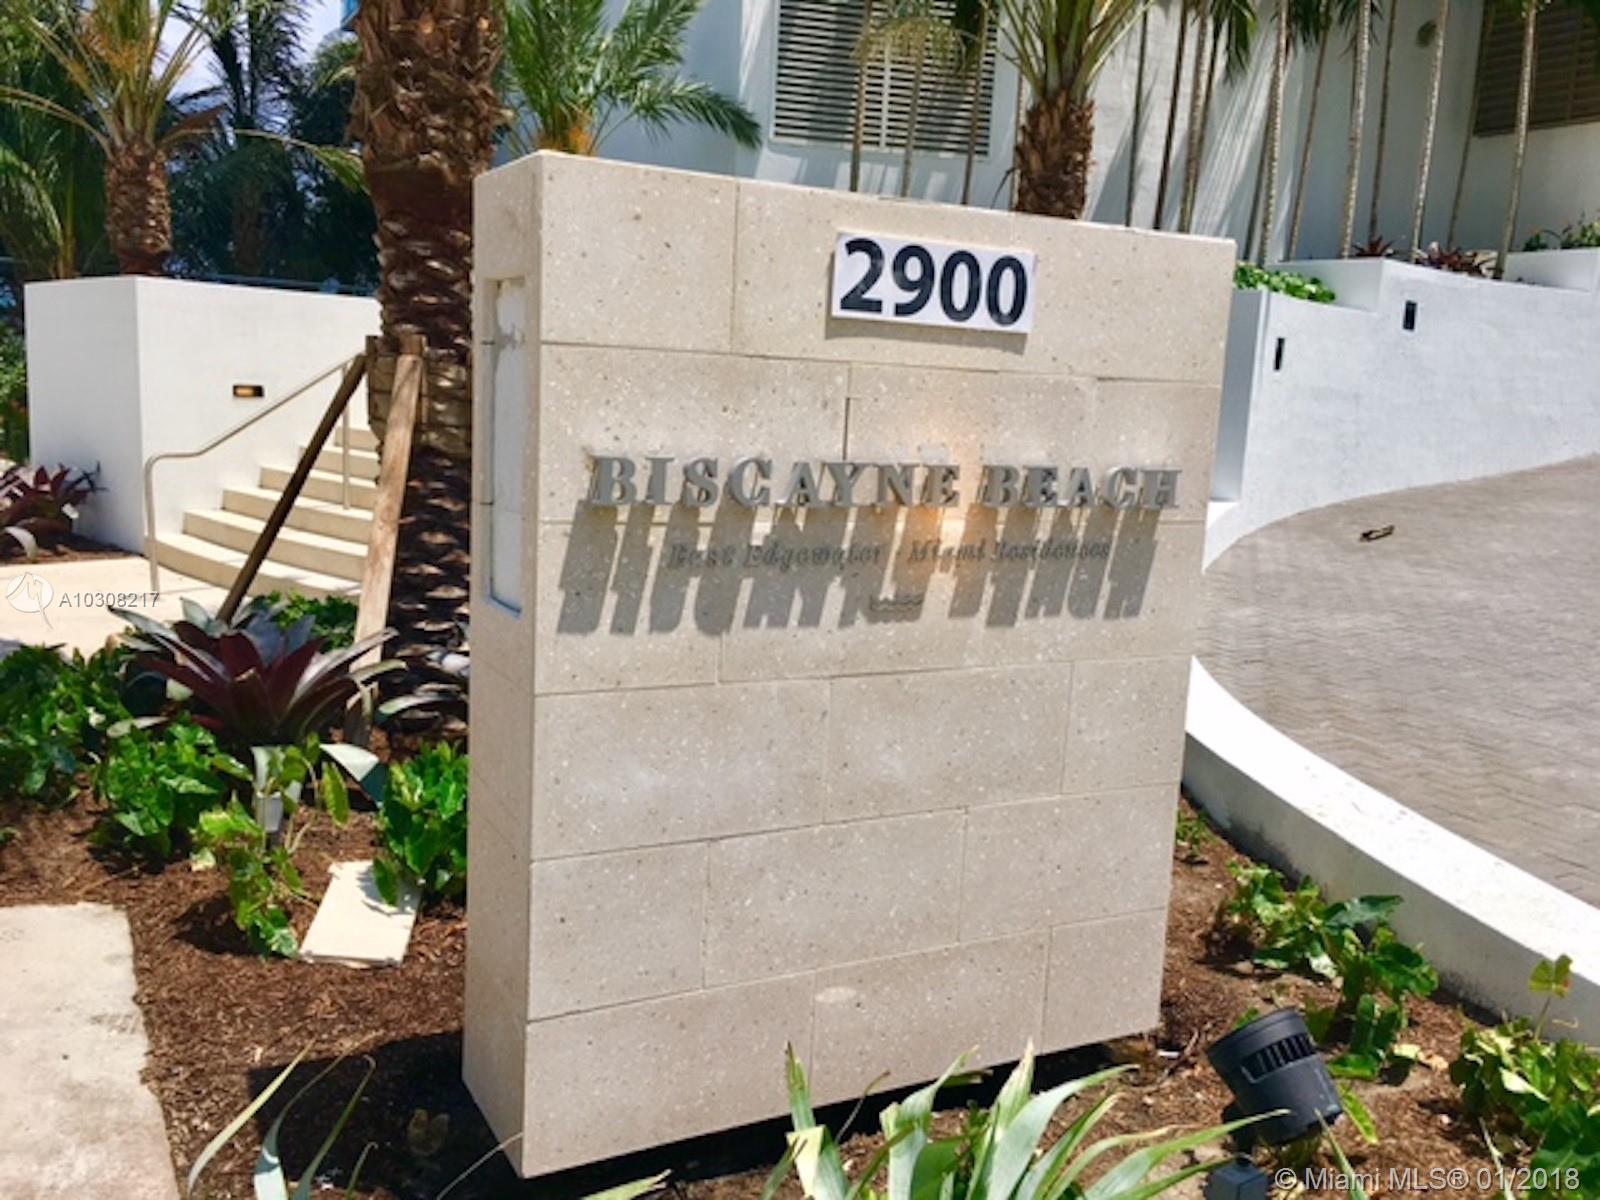 2900
BISCAYNE BEACH
East Edgewater · Miami Residences
A10308217
© Miami MLS® 01/2018